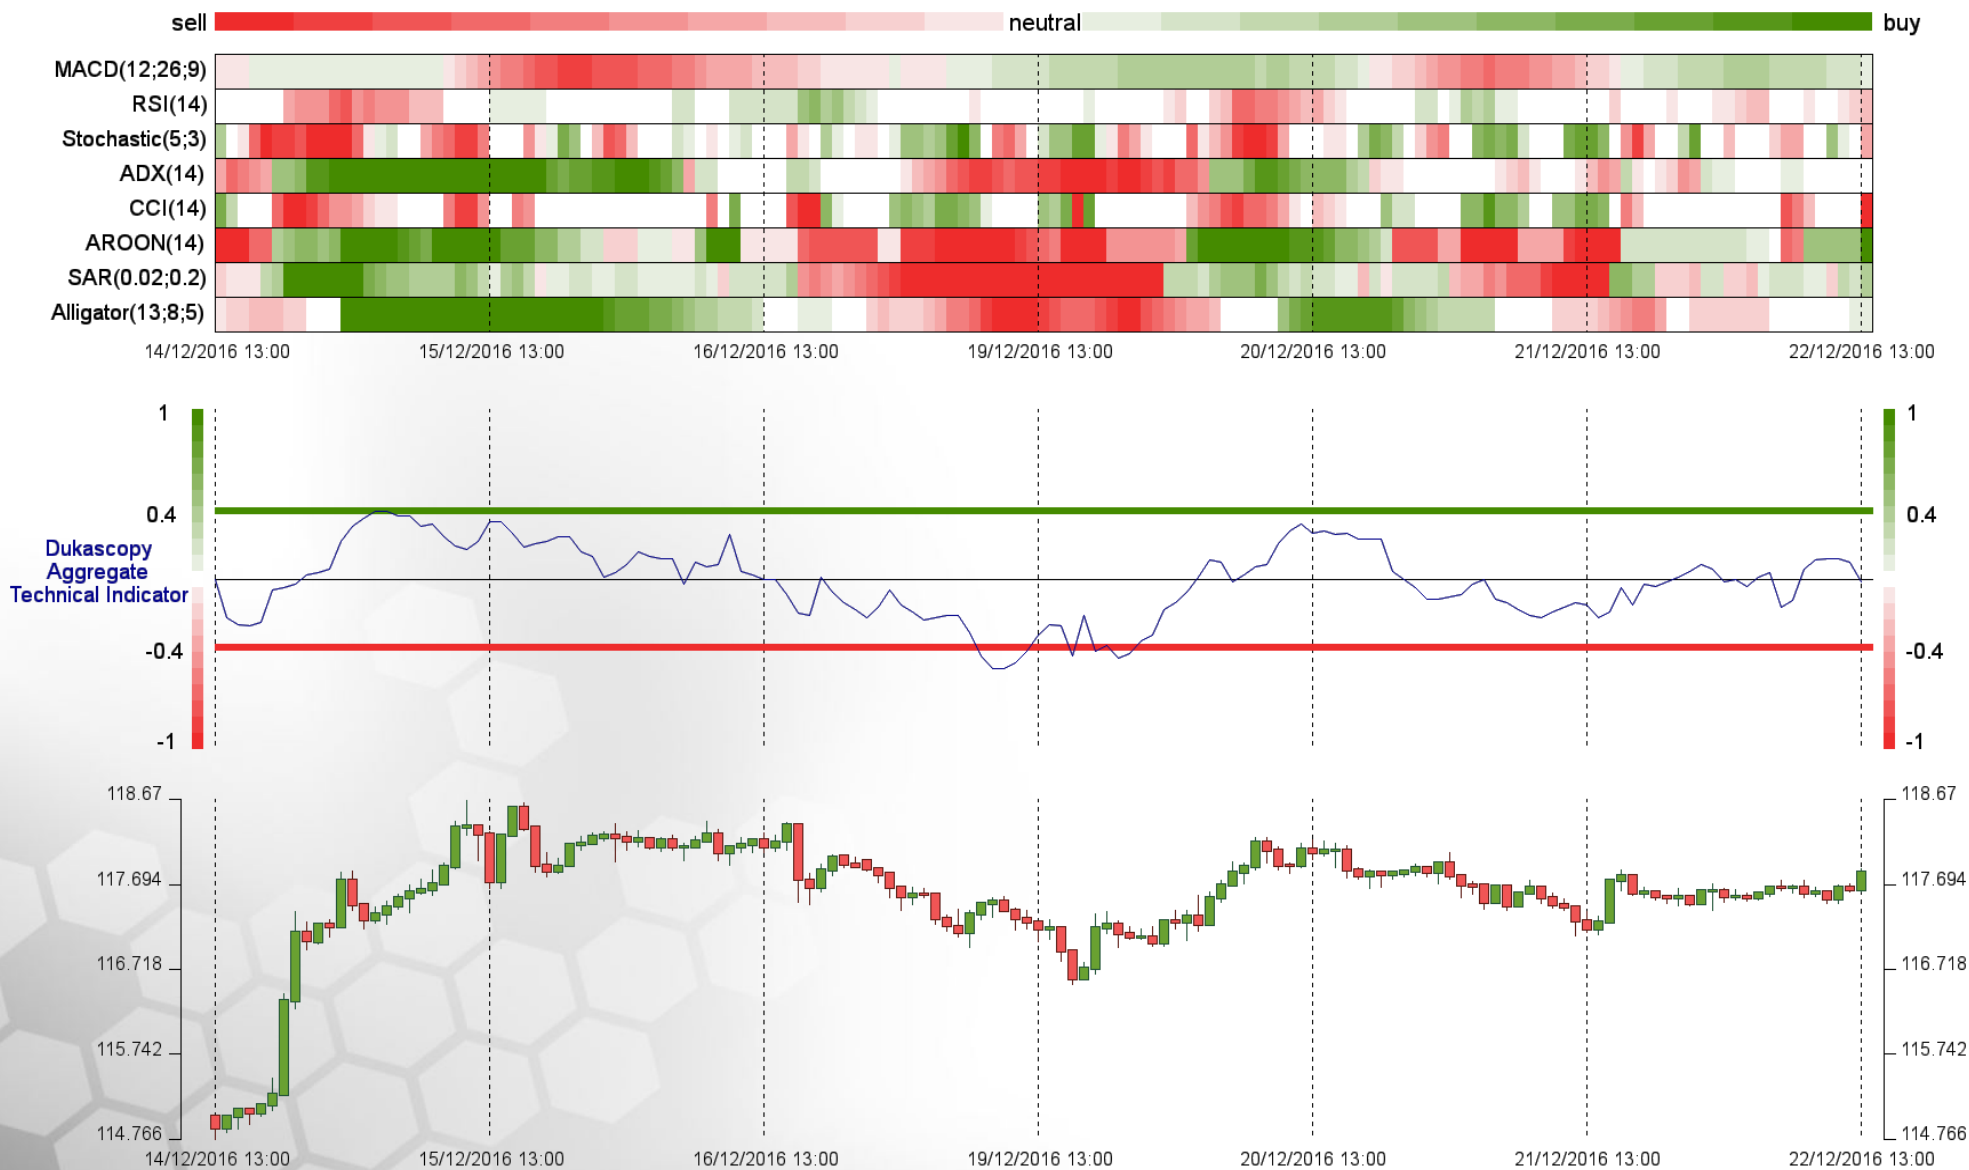 sell neutral buy
MACD(12;26;9)
RSI(14)
Stochastic(5;3)
ADX(14)
CCI(14)
AROON(14)
SAR(0.02;0.2)
Alligator(13;8;5)
14/12/2016 13:00 15/12/2016 13:00 16/12/2016 13:00 19/12/2016 13:00 20/12/2016 13:00 21/12/2016 13:00 22/12/2016 13:00
1 1
0.4 0.4
Dukascopy
Aggregate
Technical Indicator
-0.4 -0.4
-1 -1
118.67 118.67
117.694 117.694
116.718 116.718
115.742 115.742
114.766 114.766
14/12/2016 13:00 15/12/2016 13:00 16/12/2016 13:00 19/12/2016 13:00 20/12/2016 13:00 21/12/2016 13:00 22/12/2016 13:00